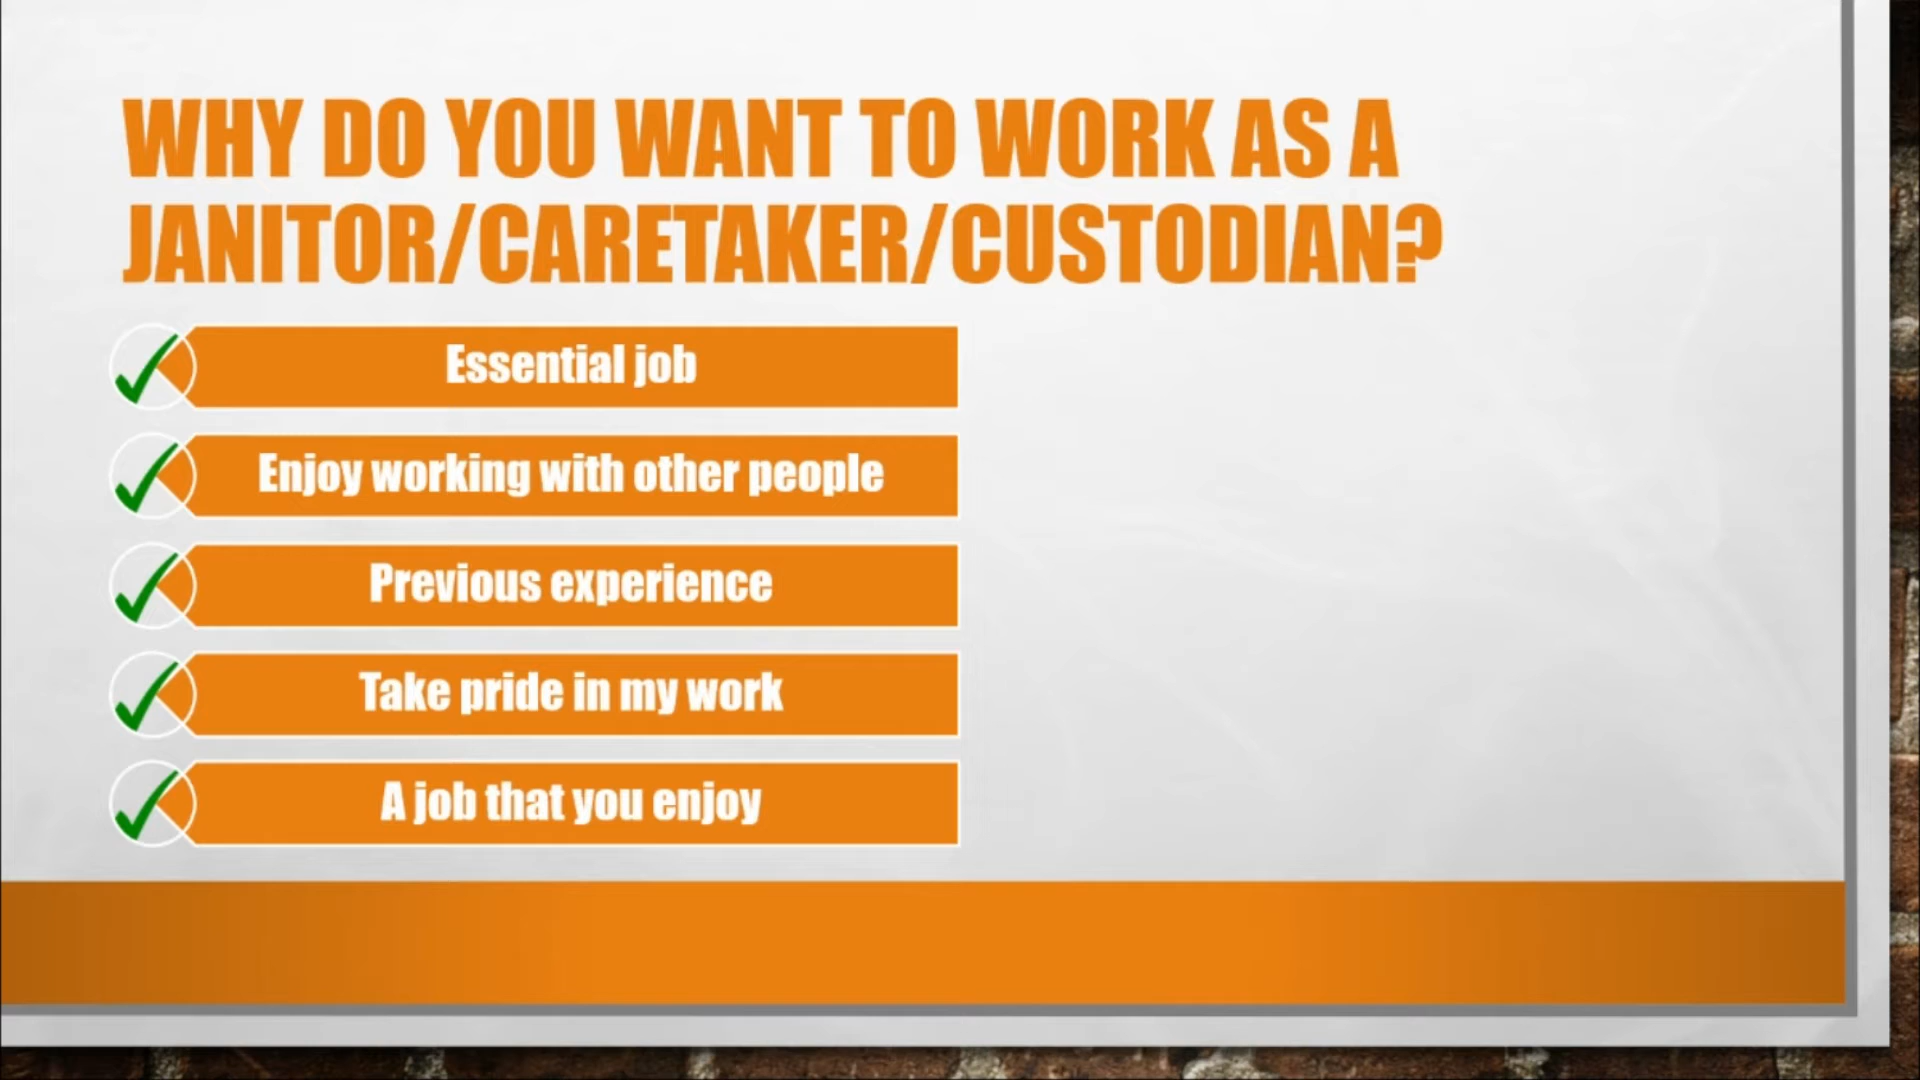 WHY DO YOU WANT TO WORK AS A
JANITOR/CARETAKER/CUSTODIAN?
Essential job
Enjoy working with other people
Previous experience
Take pride in my work
A job that you enjoy